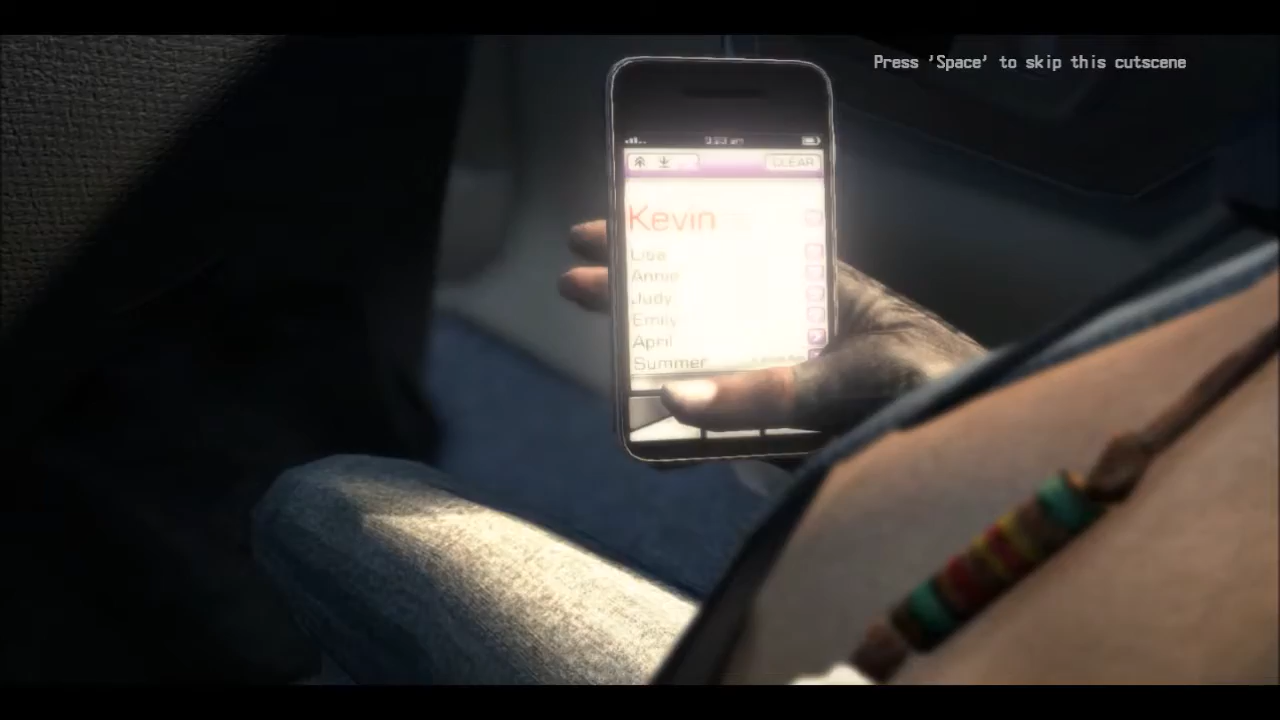 Press 'Space' to skip this cutscene
CLEAR
Kevin
Lisa
Annie
Judy
Emily
April
Summer